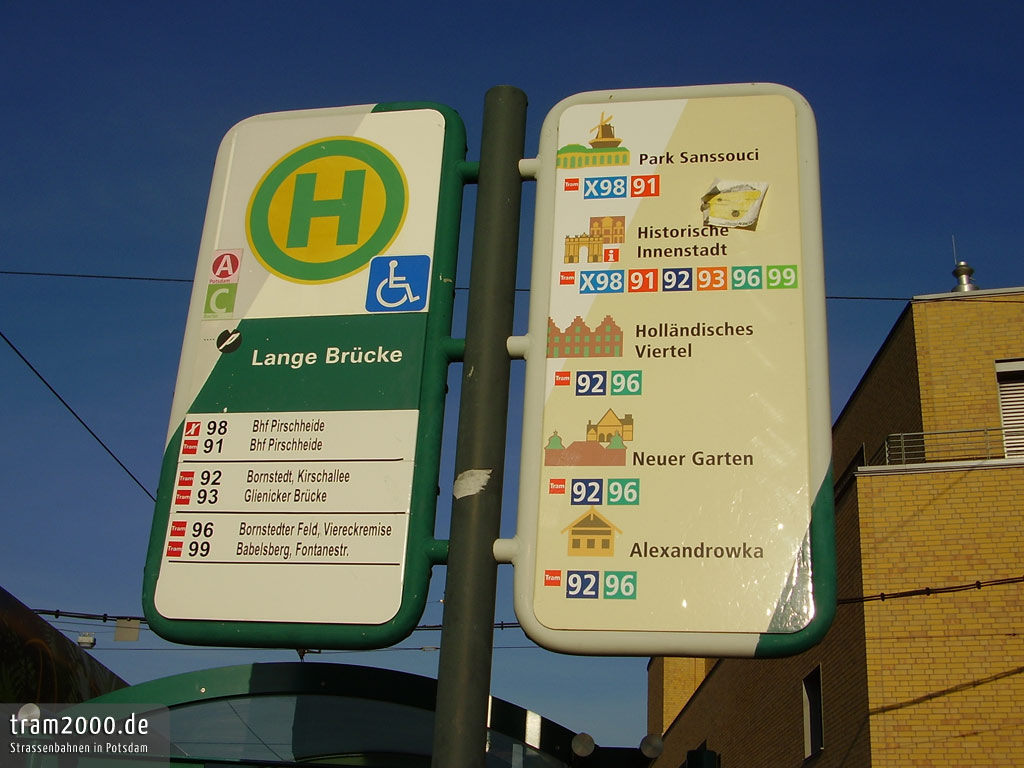 H
A
Potsdam
C
Lange Brücke
X 98 Bhf Pirschheide
Tram 91 Bhf Pirschheide
Tram 92 Bornstedt, Kirschallee
Tram 93 Glienicker Brücke
Tram 96 Bornstedter Feld, Viereckremise
Tram 99 Babelsberg, Fontanestr.
Park Sanssouci
Tram X98 91
Historische
Innenstadt
i
Tram X98 91 92 93 96 99
Holländisches
Viertel
Tram 92 96
Neuer Garten
Tram 92 96
Alexandrowka
Tram 92 96
tram2000.de
Strassenbahnen in Potsdam